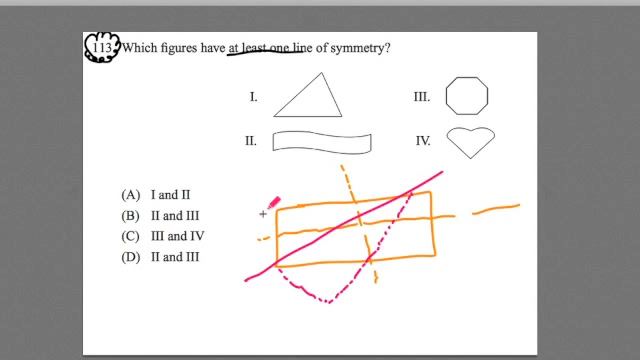 113. Which figures have at least one line of symmetry?
I.
III.
II.
IV.
(A) I and II
(B) II and III
(C) III and IV
(D) II and III